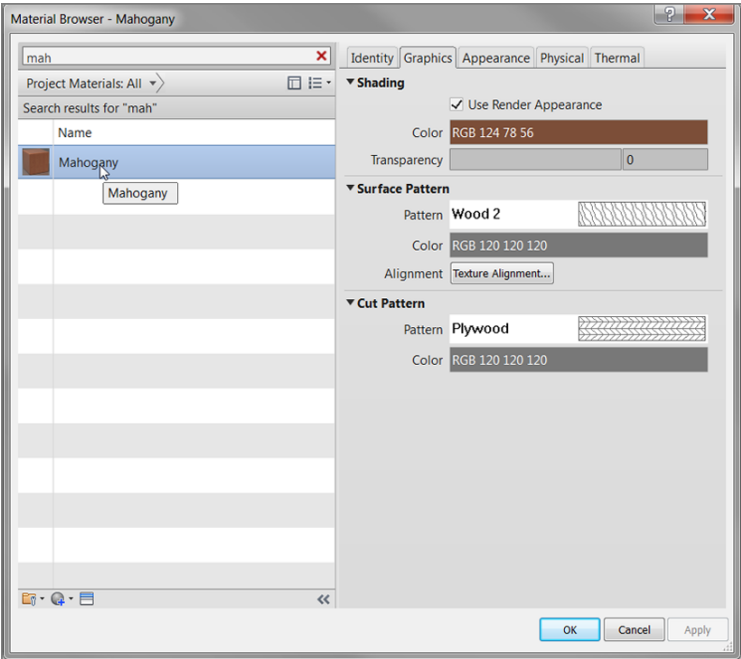 Material Browser - Mahogany
mah
Project Materials: All
Search results for "mah"
Name
Mahogany
Mahogany
Identity Graphics Appearance Physical Thermal
Shading
Use Render Appearance
Color RGB 124 78 56
Transparency 0
Surface Pattern
Pattern Wood 2
Color RGB 120 120 120
Alignment Texture Alignment...
Cut Pattern
Pattern Plywood
Color RGB 120 120 120
OK Cancel Apply